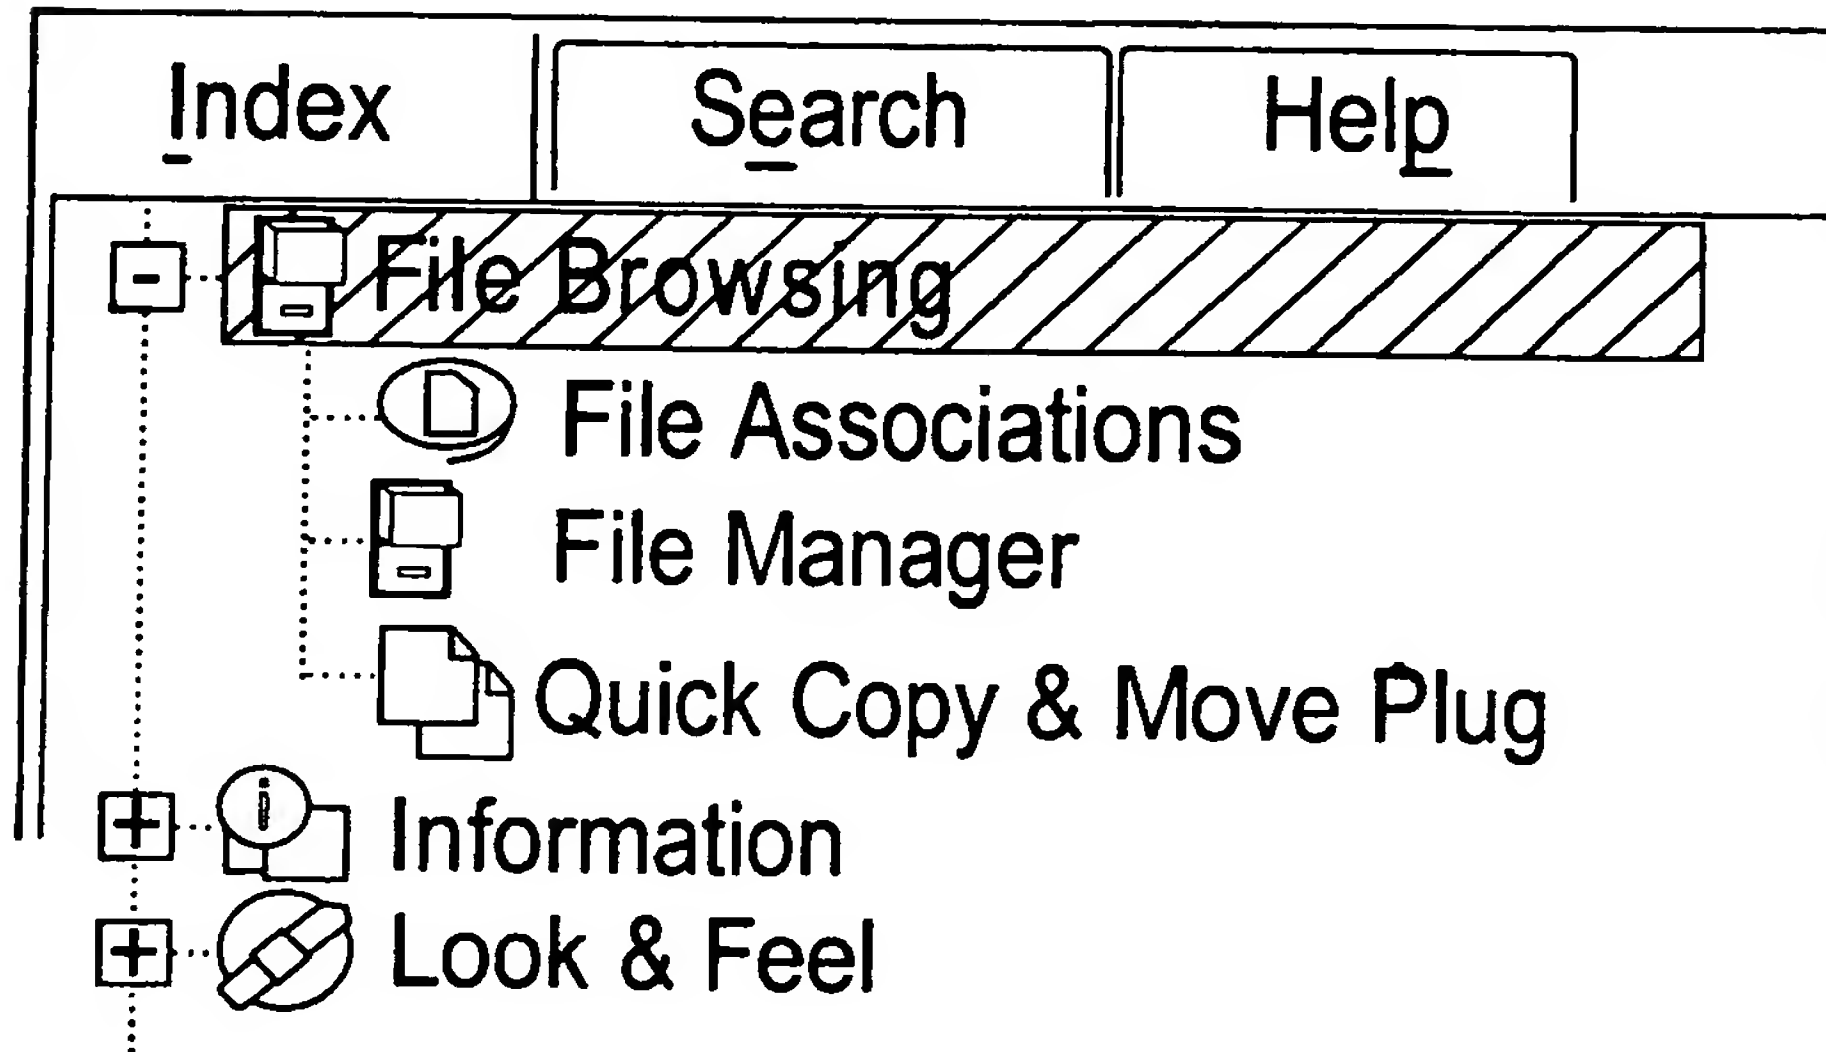 Index Search Help
File Browsing
File Associations
File Manager
Quick Copy & Move Plug
Information
Look & Feel